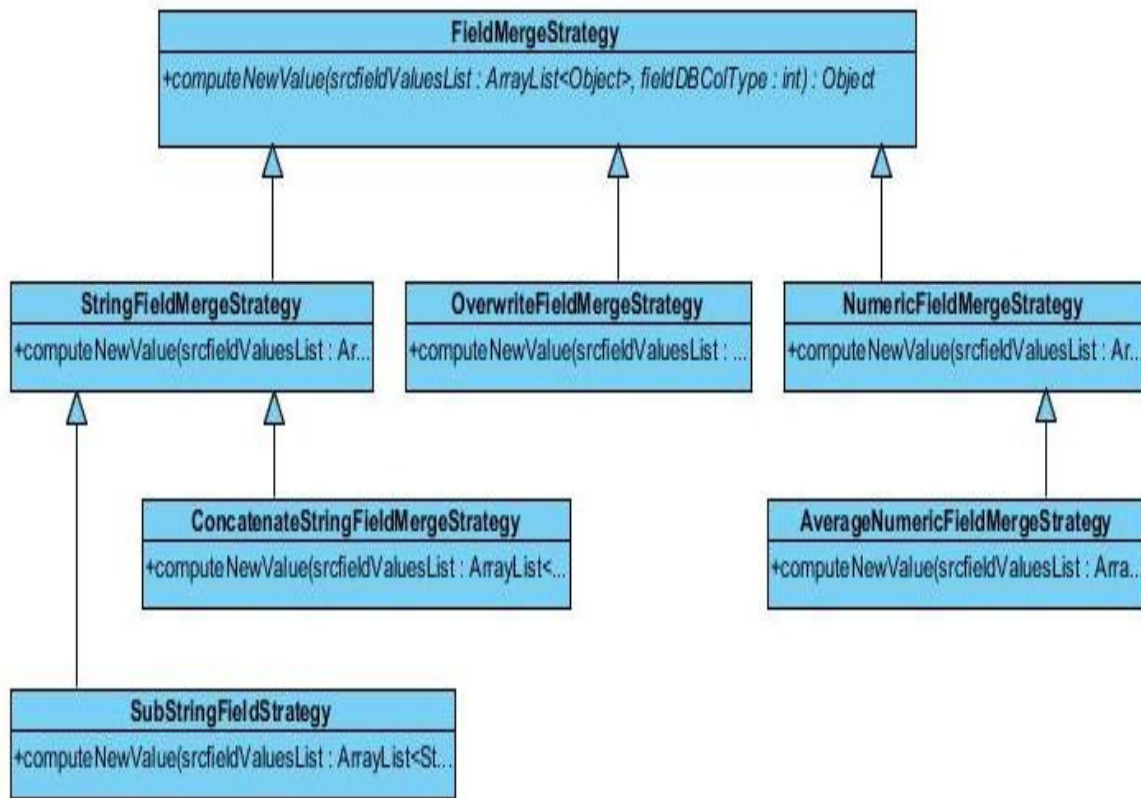 FieldMergeStrategy
+computeNewValue(srcfieldValuesList : ArrayList<Object>, fieldDBColType : int) : Object
StringFieldMergeStrategy
+computeNewValue(srcfieldValuesList : Ar...
OverwriteFieldMergeStrategy
+computeNewValue(srcfieldValuesList : ...
NumericFieldMergeStrategy
+computeNewValue(srcfieldValuesList : Ar...
ConcatenateStringFieldMergeStrategy
+computeNewValue(srcfieldValuesList : ArrayList<...
AverageNumericFieldMergeStrategy
+computeNewValue(srcfieldValuesList : Arra...
SubStringFieldStrategy
+computeNewValue(srcfieldValuesList : ArrayList<St...